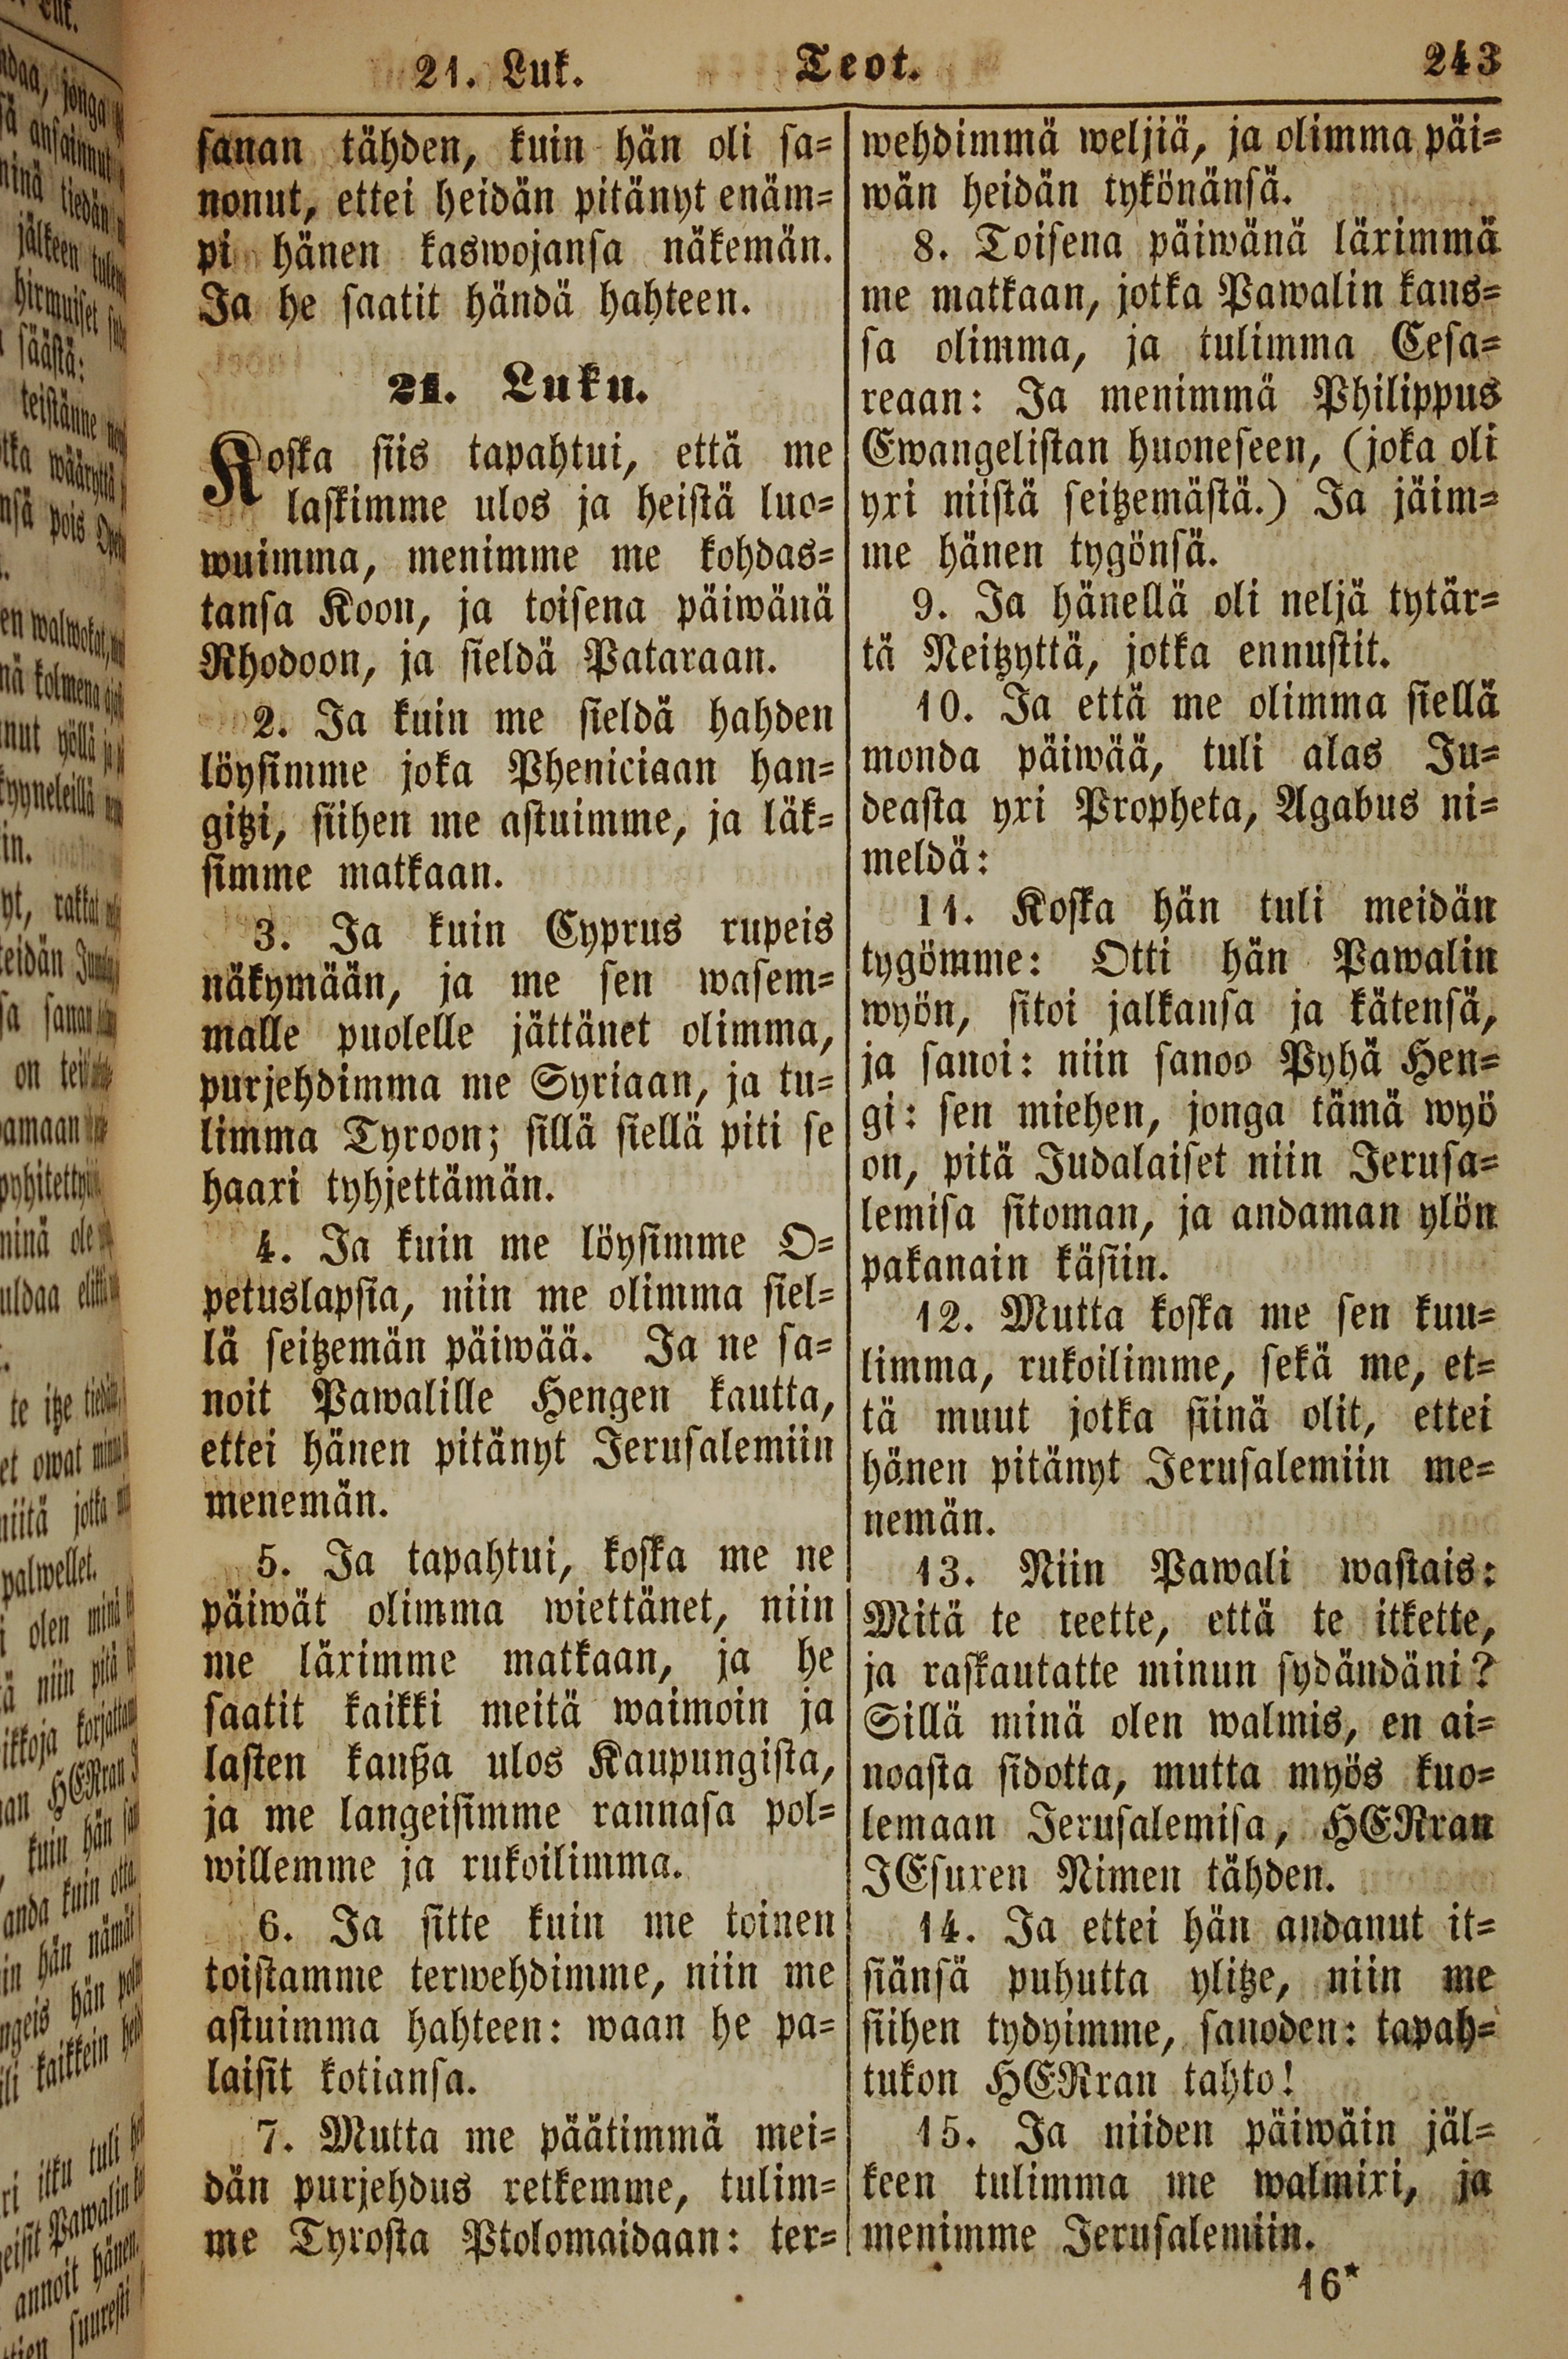 21. Luk.
Teot.
243
sanan tähden, kuin hän oli sa-
nonut, ettei heidän pitänyt enäm-
pi hänen kaswojansa näkemän.
Ja he saatit händä hahteen.
21. Luku.
Koska siis tapahtui, että me
laskimme ulos ja heistä luo-
wuimma, menimme me kohdas-
tansa Koon, ja toisena päiwänä
Rhodoon, ja sieldä Pataraan.
2. Ja kuin me sieldä hahden
löysimme joka Pheniciaan han-
gitzi, siihen me astuimme, ja läk-
simme matkaan.
3. Ja kuin Cyprus rupeis
näkymään, ja me sen wasem-
malle puolelle jättänet olimma,
purjehdimma me Syriaan, ja tu-
limma Tyroon; sillä siellä piti se
haaxi tyhjettämän.
4. Ja kuin me löysimme O-
petuslapsia, niin me olimma siel-
lä seitzemän päiwää. Ja ne sa-
noit Pawalille Hengen kautta,
ettei hänen pitänyt Jerusalemiin
menemän.
5. Ja tapahtui, koska me ne
päiwät olimma wiettänet, niin
me läximme matkaan, ja he
saatit kaikki meitä waimoin ja
lasten kanßa ulos Kaupungista,
ja me langeisimme rannasa pol-
willemme ja rukoilimma.
6. Ja sitte kuin me toinen
toistamme terwehdimme, niin me
astuimma hahteen: waan he pa-
laisit kotiansa.
7. Mutta me päätimmä mei-
dän purjehdus retkemme, tulim-
me Tyrosta Ptolomaidaan: ter-
wehdimmä weljiä, ja olimma päi-
wän heidän tykönänsä.
8. Toisena päiwänä läximmä
me matkaan, jotka Pawalin kans-
sa olimma, ja tulimma Cesa-
reaan: Ja menimmä Philippus
Ewangelistan huoneseen, (joka oli
yxi niistä seitzemästä.) Ja jäim-
me hänen tygönsä.
9. Ja hänellä oli neljä tytär-
tä Neitzyttä, jotka ennustit.
10. Ja että me olimma siellä
monda päiwää, tuli alas Ju-
deasta yxi Propheta, Agabus ni-
meldä:
11. Koska hän tuli meidän
tygömme: Otti hän Pawalin
wyön, sitoi jalkansa ja kätensä,
ja sanoi: niin sanoo Pyhä Hen-
gi: sen miehen, jonga tämä wyö
on, pitä Judalaiset niin Jerusa-
lemisa sitoman, ja andaman ylön
pakanain käsiin.
12. Mutta koska me sen kuu-
limma, rukoilimme, sekä me, et-
tä muut jotka siinä olit, ettei
hänen pitänyt Jerusalemiin me-
nemän.
13. Niin Pawali wastais:
Mitä te teette, että te itkette,
ja raskautatte minun sydändäni?
Sillä minä olen walmis, en ai-
noasta sidotta, mutta myös kuo-
lemaan Jerusalemisa, HERran
JEsuxen Nimen tähden.
14. Ja ettei hän andanut it-
siänsä puhutta ylitze, niin me
siihen tydyimme, sanoden: tapah-
tukon HERran tahto!
15. Ja niiden päiwäin jäl-
keen tulimma me walmixi, ja
menimme Jerusalemiin.
16*